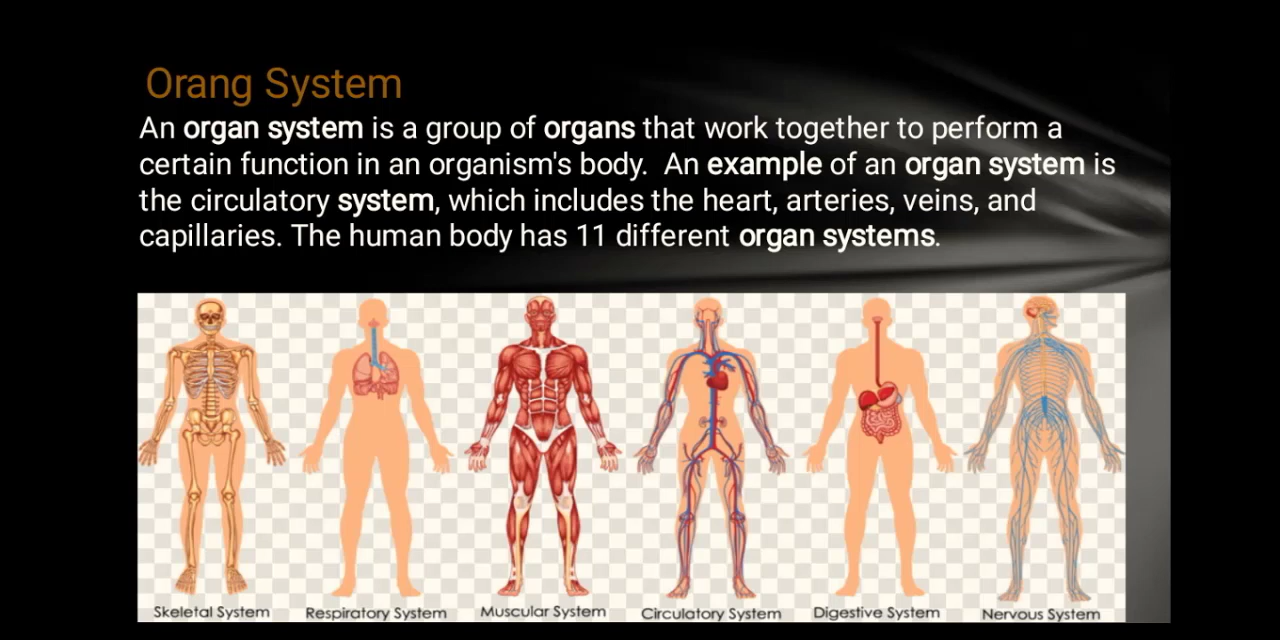 Orang System
An organ system is a group of organs that work together to perform a
certain function in an organism's body. An example of an organ system is
the circulatory system, which includes the heart, arteries, veins, and
capillaries. The human body has 11 different organ systems.
Skeletal System Respiratory System Muscular System Circulatory System Digestive System Nervous System